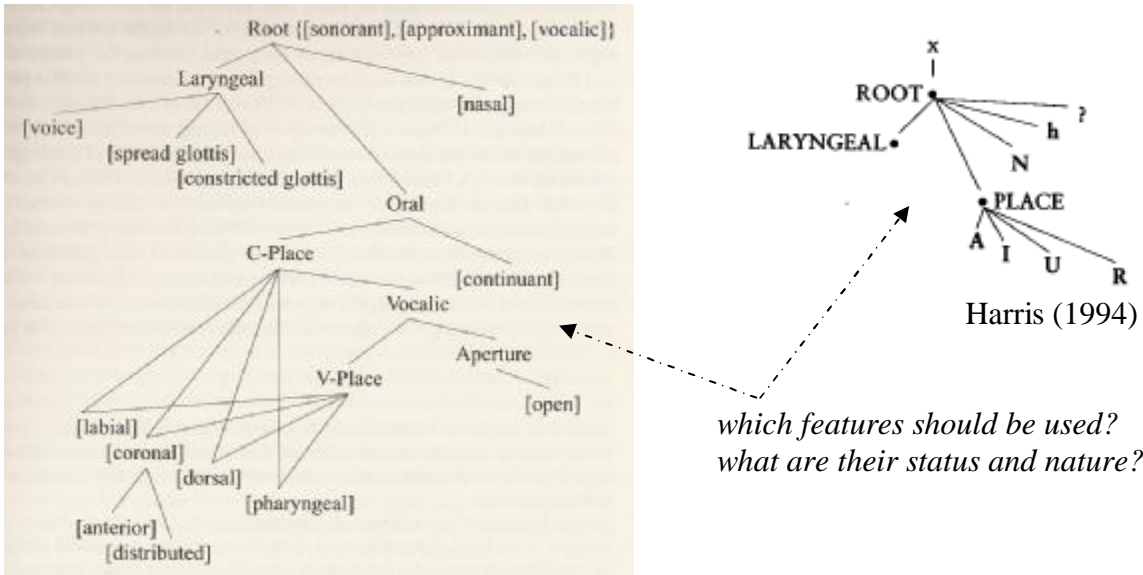 Root {[sonorant], [approximant], [vocalic]}
Laryngeal
[nasal]
[voice]
[spread glottis]
[constricted glottis]
Oral
C-Place
[continuant]
Vocalic
Aperture
V-Place
[open]
[labial]
[coronal]
[dorsal]
[pharyngeal]
[anterior]
[distributed]
x
ROOT
?
h
LARYNGEAL
N
PLACE
A
I
U
R
Harris (1994)
which features should be used?
what are their status and nature?